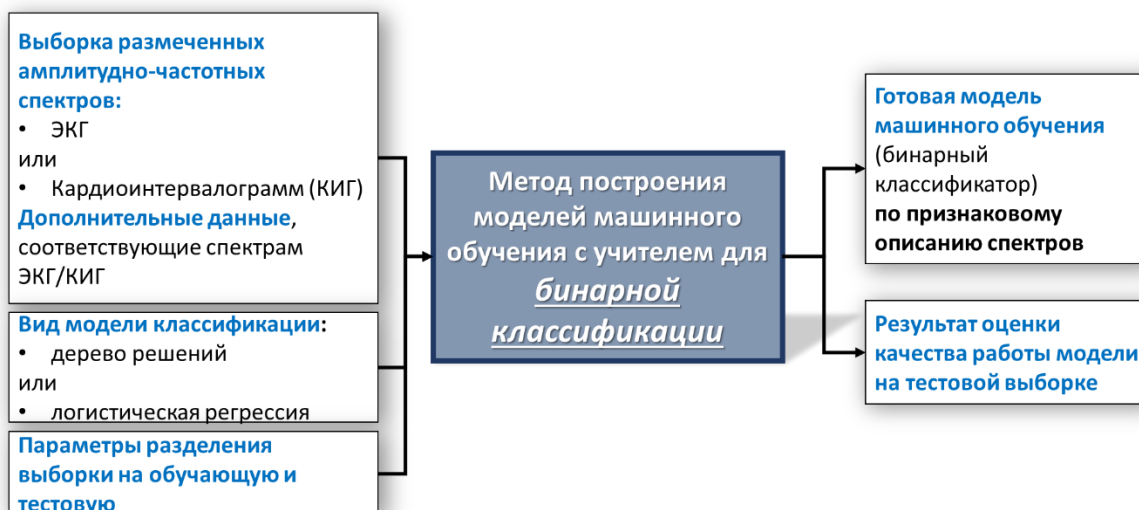 Выборка размеченных
амплитудно-частотных
спектров:
• ЭКГ
или
• Кардиоинтервалограмм (КИГ)
Дополнительные данные,
соответствующие спектрам
ЭКГ/КИГ
Вид модели классификации:
• дерево решений
или
• логистическая регрессия
Параметры разделения
выборки на обучающую и
тестовую
Метод построения
моделей машинного
обучения с учителем для
бинарной
классификации
Готовая модель
машинного обучения
(бинарный
классификатор)
по признаковому
описанию спектров
Результат оценки
качества работы модели
на тестовой выборке